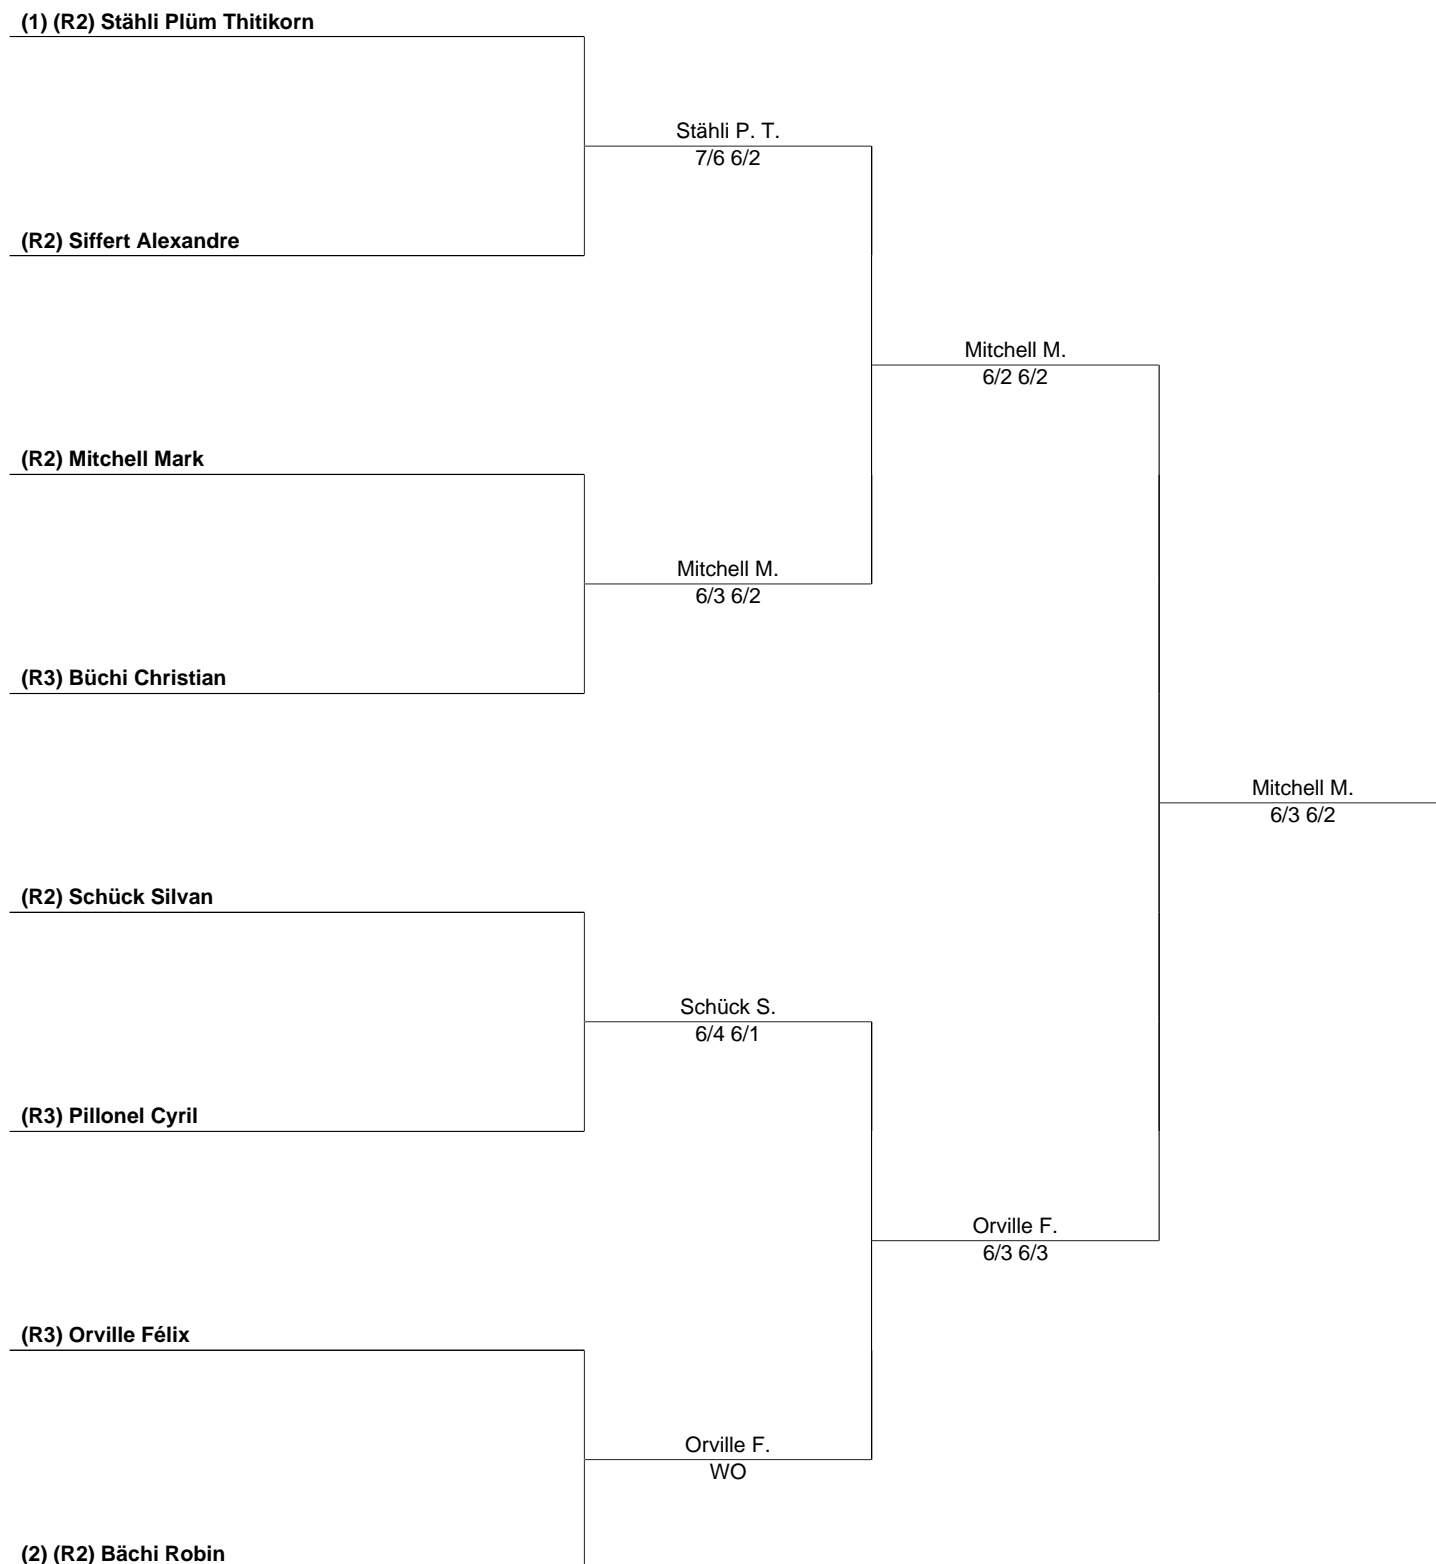 (1) (R2) Stähli Plüm Thitikorn
Stähli P. T.
7/6 6/2
(R2) Siffert Alexandre
Mitchell M.
6/2 6/2
(R2) Mitchell Mark
Mitchell M.
6/3 6/2
(R3) Büchi Christian
Mitchell M.
6/3 6/2
(R2) Schück Silvan
Schück S.
6/4 6/1
(R3) Pillonel Cyril
Orville F.
6/3 6/3
(R3) Orville Félix
Orville F.
WO
(2) (R2) Bächi Robin